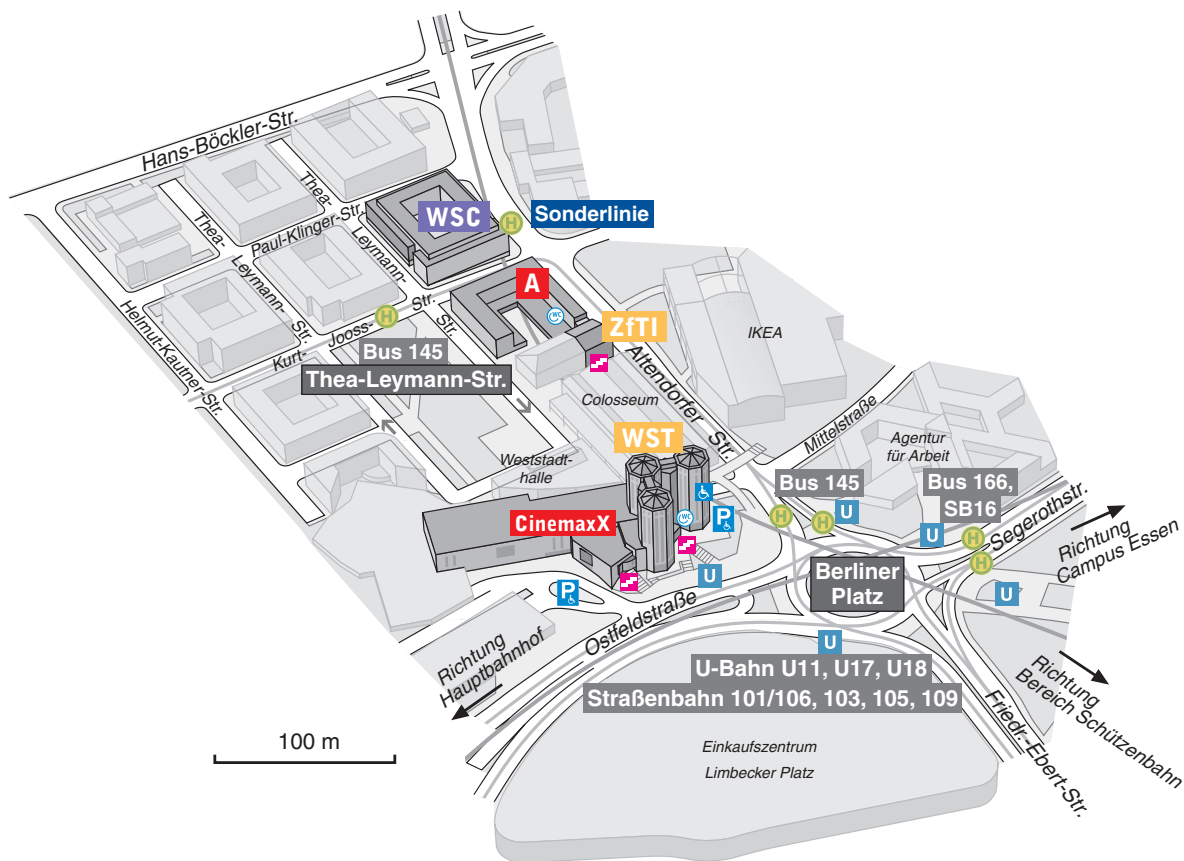 Hans-Böckler-Str.
Thea-
Leymann-
Str.
Thea-
Leymann-
Str.
Paul-Klinger-Str.
WSC
H
Sonderlinie
A
WC
ZfTI
IKEA
Helmut-Kautner-Str.
Kurt-
Jooss-
Str.
H
Bus 145
Thea-Leymann-Str.
Altendorfer Str.
Colosseum
Mittelstraße
WST
Agentur
für Arbeit
Weststadt-
halle
Bus 145
Bus 166,
SB16
P
U
H
H
WC
CinemaxX
U
H
Segerothstr.
H
Richtung
Campus Essen
U
Berliner
Platz
U
P
Ostfeldstraße
U
Richtung
Hauptbahnhof
U-Bahn U11, U17, U18
Straßenbahn 101/106, 103, 105, 109
Richtung
Bereich Schützenbahn
Friedr.-Ebert-Str.
100 m
Einkaufszentrum
Limbecker Platz